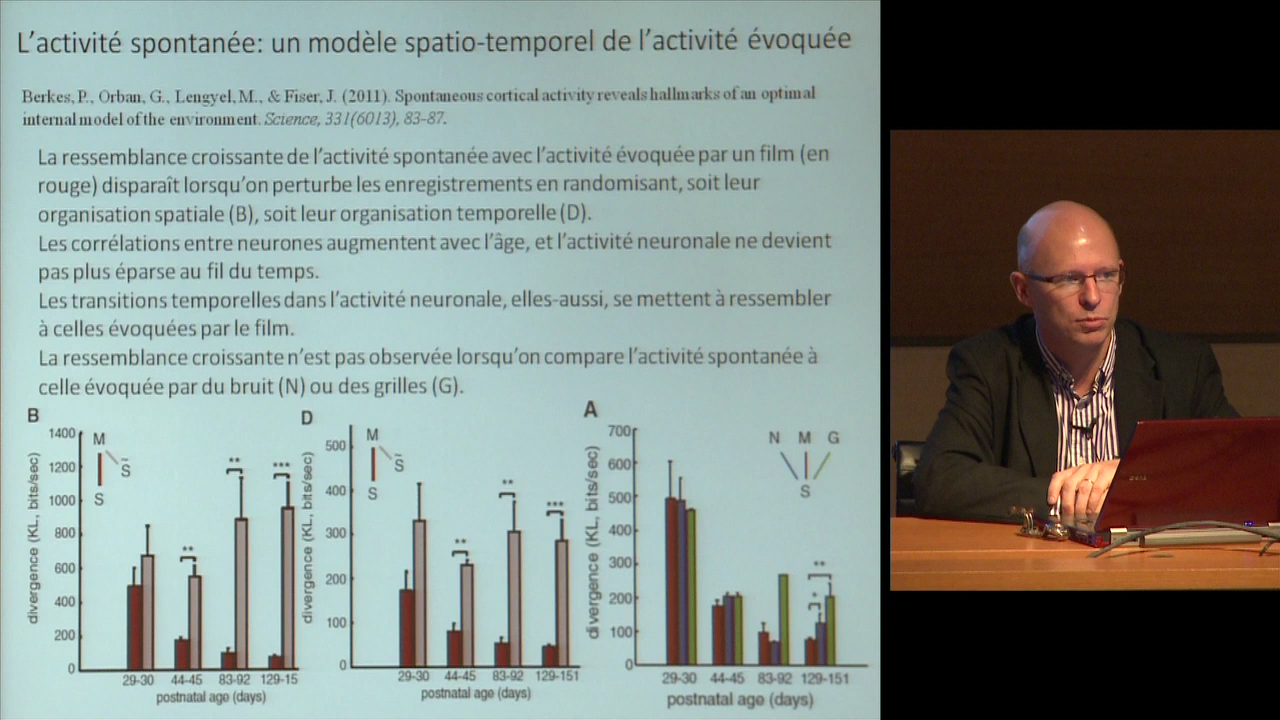 L'activité spontanée: un modèle spatio-temporel de l'activité évoquée
Berkes, P., Orban, G., Lengyel, M., & Fiser, J. (2011). Spontaneous cortical activity reveals hallmarks of an optimal
internal model of the environment. Science, 331(6013), 83-87.
La ressemblance croissante de l'activité spontanée avec l'activité évoquée par un film (en
rouge) disparaît lorsqu'on perturbe les enregistrements en randomisant, soit leur
organisation spatiale (B), soit leur organisation temporelle (D).
Les corrélations entre neurones augmentent avec l'âge, et l'activité neuronale ne devient
pas plus éparse au fil du temps.
Les transitions temporelles dans l'activité neuronale, elles-aussi, se mettent à ressembler
à celles évoquées par le film.
La ressemblance croissante n'est pas observée lorsqu'on compare l'activité spontanée à
celle évoquée par du bruit (N) ou des grilles (G).
B
divergence (KL, bits/sec)
1400
1200
1000
800
600
400
200
0
M
S̃
S
**
**
***
29-30 44-45 83-92 129-15
postnatal age (days)
D
divergence (KL, bits/sec)
500
400
300
200
100
0
M
S̃
S
**
**
***
29-30 44-45 83-92 129-151
postnatal age (days)
A
divergence (KL, bits/sec)
700
600
500
400
300
200
100
0
N M G
S
**
*
29-30 44-45 83-92 129-151
postnatal age (days)